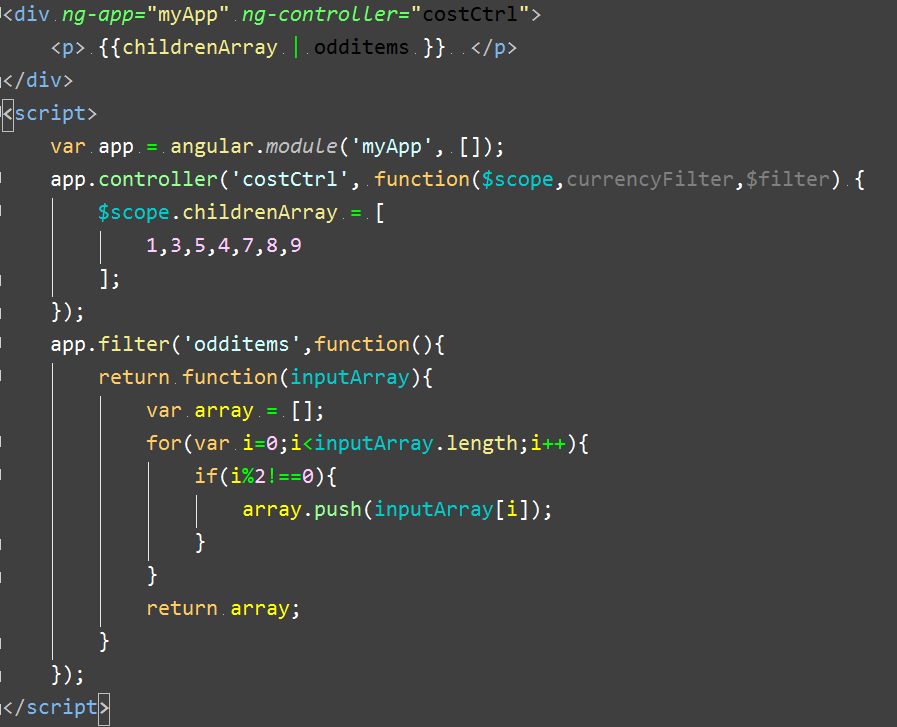 <div ng-app="myApp" ng-controller="costCtrl">
    <p> {{childrenArray | odditems }}  </p>
</div>
<script>
    var app = angular.module('myApp', []);
    app.controller('costCtrl', function($scope,currencyFilter,$filter) {
        $scope.childrenArray = [
            1,3,5,4,7,8,9
        ];
    });
    app.filter('odditems',function(){
        return function(inputArray){
            var array = [];
            for(var i=0;i<inputArray.length;i++){
                if(i%2!==0){
                    array.push(inputArray[i]);
                }
            }
            return array;
        }
    });
</script>